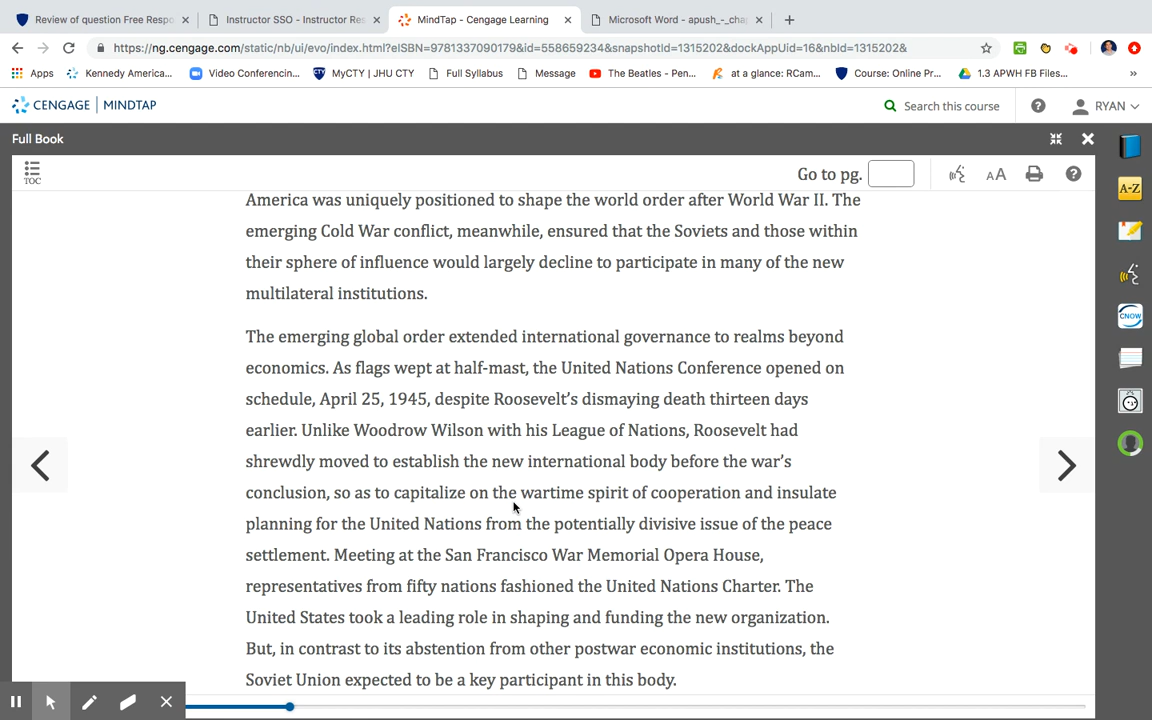 Review of question Free Respo
Instructor SSO - Instructor Re
MindTap - Cengage Learning
Microsoft Word - apush_-_cha
https://ng.cengage.com/static/nb/ui/evo/index.html?eISBN=9781337090179&id=558659234&snapshotId=1315202&dockAppUid=16&nbId=1315202&
Apps
Kennedy America...
Video Conferencin...
CTY MyCTY | JHU CTY
Full Syllabus
Message
The Beatles - Pen...
at a glance: RCam...
Course: Online Pr...
1.3 APWH FB Files...
»
CENGAGE | MINDTAP
Search this course
RYAN
Full Book
TOC
Go to pg.
AA
A-Z
CNOW
America was uniquely positioned to shape the world order after World War II. The
emerging Cold War conflict, meanwhile, ensured that the Soviets and those within
their sphere of influence would largely decline to participate in many of the new
multilateral institutions.
The emerging global order extended international governance to realms beyond
economics. As flags wept at half-mast, the United Nations Conference opened on
schedule, April 25, 1945, despite Roosevelt's dismaying death thirteen days
earlier. Unlike Woodrow Wilson with his League of Nations, Roosevelt had
shrewdly moved to establish the new international body before the war's
conclusion, so as to capitalize on the wartime spirit of cooperation and insulate
planning for the United Nations from the potentially divisive issue of the peace
settlement. Meeting at the San Francisco War Memorial Opera House,
representatives from fifty nations fashioned the United Nations Charter. The
United States took a leading role in shaping and funding the new organization.
But, in contrast to its abstention from other postwar economic institutions, the
Soviet Union expected to be a key participant in this body.